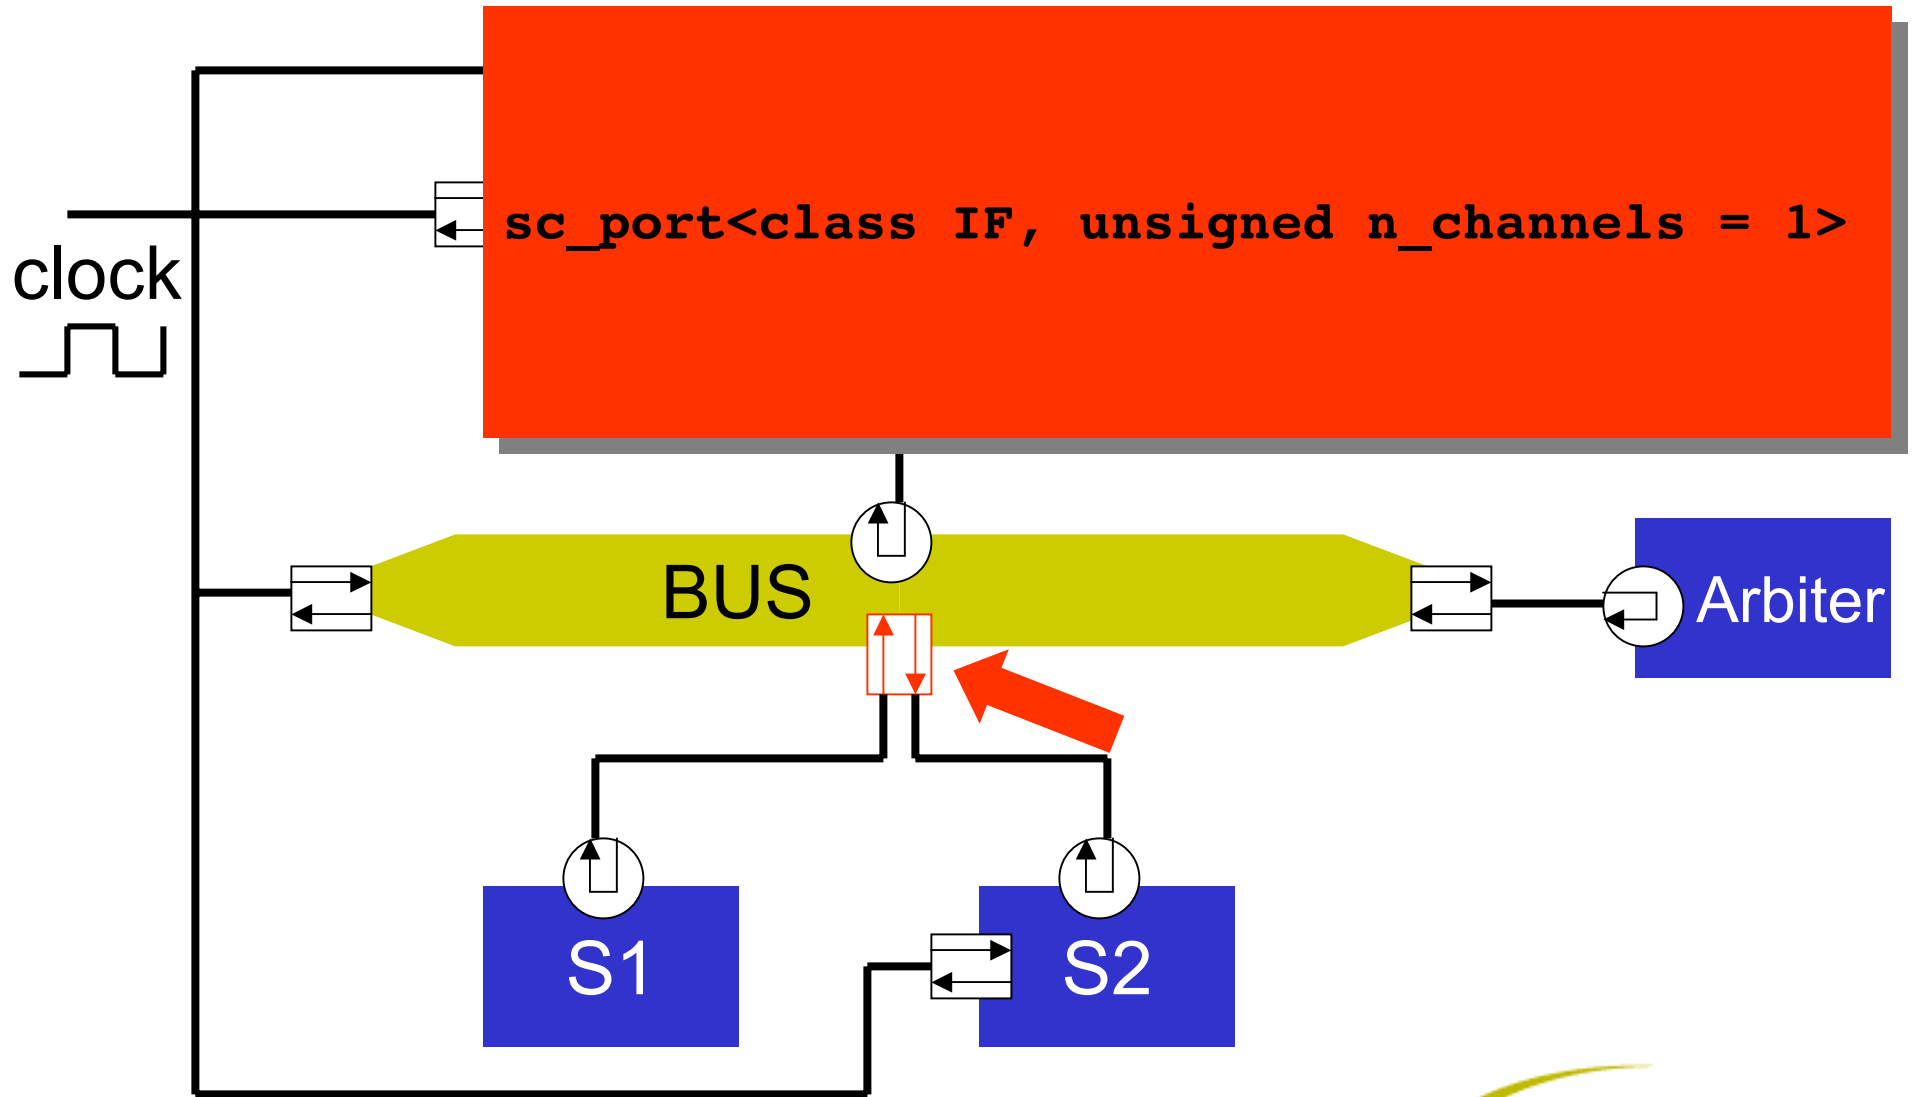 sc_port<class IF, unsigned n_channels = 1>
clock
BUS
Arbiter
S1
S2